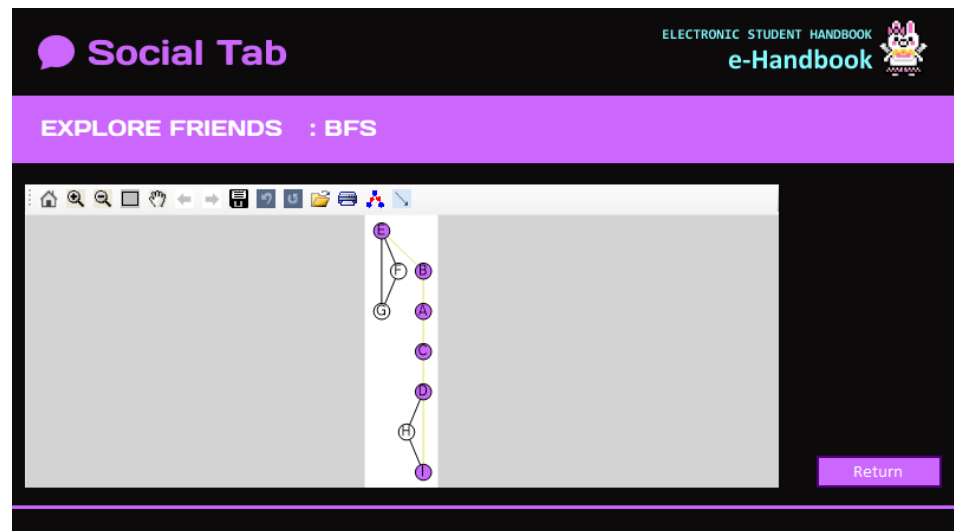 Social Tab
ELECTRONIC STUDENT HANDBOOK
e-Handbook
EXPLORE FRIENDS : BFS
E
F
B
G
A
C
D
H
I
Return